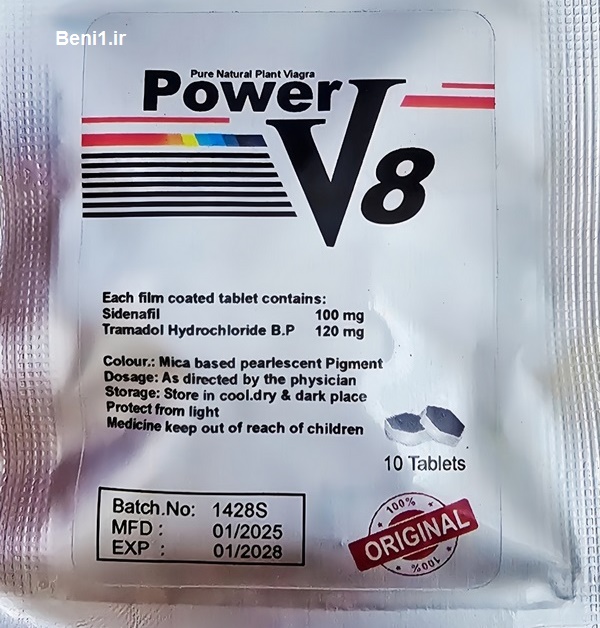 Beni1.ir
Pure Natural Plant Viagra
Power
V8
Each film coated tablet contains:
Sidenafil 100 mg
Tramadol Hydrochloride B.P 120 mg
Colour.: Mica based pearlescent Pigment
Dosage: As directed by the physician
Storage: Store in cool.dry & dark place
Protect from light
Medicine keep out of reach of children
10 Tablets
Batch.No: 1428S
MFD : 01/2025
EXP : 01/2028
100%
ORIGINAL
100%